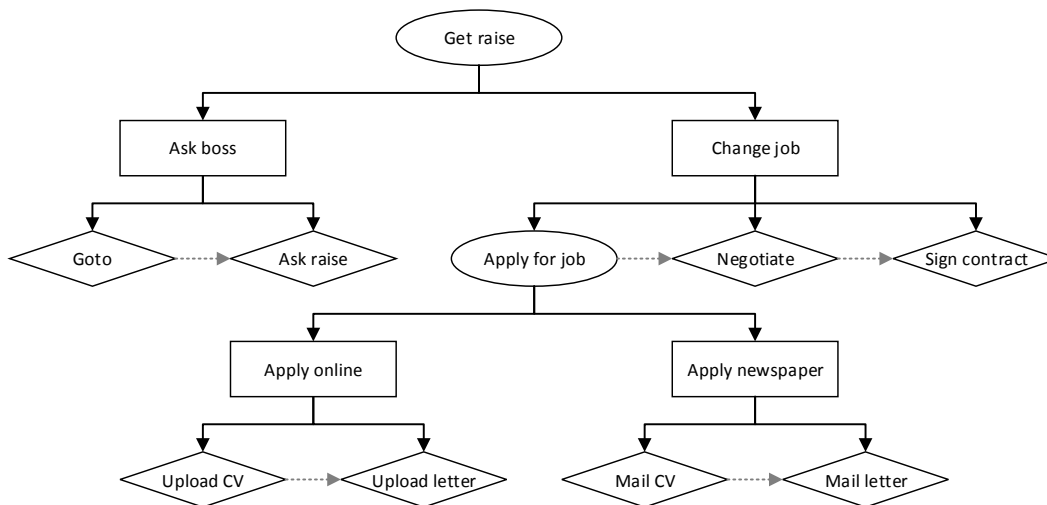 Get raise
Ask boss
Change job
Goto
Ask raise
Apply for job
Negotiate
Sign contract
Apply online
Apply newspaper
Upload CV
Upload letter
Mail CV
Mail letter